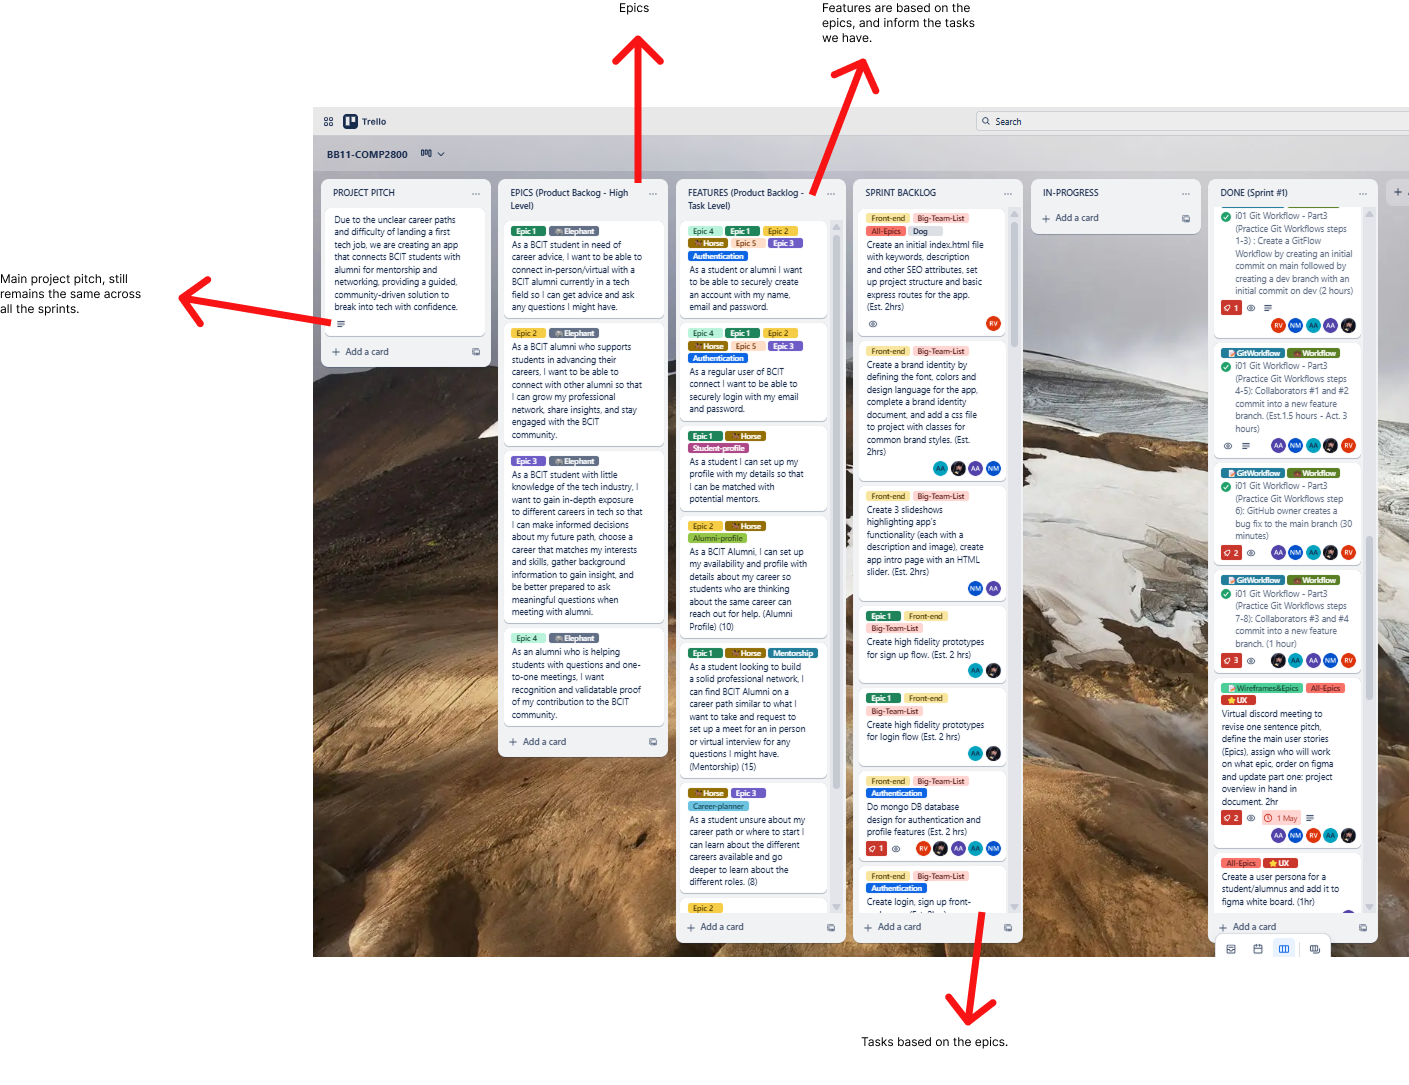 Epics
Features are based on the
epics, and inform the tasks
we have.
Main project pitch, still
remains the same across
all the sprints.
Trello
Search
BB11-COMP2800
PROJECT PITCH
Due to the unclear career paths
and difficulty of landing a first
tech job, we are creating an app
that connects BCIT students with
alumni for mentorship and
networking, providing a guided,
community-driven solution to
break into tech with confidence.
Add a card
EPICS (Product Backog - High
Level)
Epic 1 Elephant
As a BCIT student in need of
career advice, I want to be able to
connect in-person/virtual with a
BCIT alumni currently in a tech
field so I can get advice and ask
any questions I might have.
Epic 2 Elephant
As a BCIT alumni who supports
students in advancing their
careers, I want to be able to
connect with other alumni so that
I can grow my professional
network, share insights, and stay
engaged with the BCIT
community.
Epic 3 Elephant
As a BCIT student with little
knowledge of the tech industry, I
want to gain in-depth exposure
to different careers in tech so that
I can make informed decisions
about my future path, choose a
career that matches my interests
and skills, gather background
information to gain insight, and
be better prepared to ask
meaningful questions when
meeting with alumni.
Epic 4 Elephant
As an alumni who is helping
students with questions and one-
to-one meetings, I want
recognition and validatable proof
of my contribution to the BCIT
community.
Add a card
FEATURES (Product Backlog -
Task Level)
Epic 4 Epic 1 Epic 2
Horse Epic 5 Epic 3
Authentication
As a student or alumni I want
to be able to securely create
an account with my name,
email and password.
Epic 4 Epic 1 Epic 2
Horse Epic 5 Epic 3
Authentication
As a regular user of BCIT
connect I want to be able to
securely login with my email
and password.
Epic 1 Horse
Student-profile
As a student I can set up my
profile with my details so that
I can be matched with
potential mentors.
Epic 2 Horse
Alumni-profile
As a BCIT Alumni, I can set up
my availability and profile with
details about my career so
students who are thinking
about the same career can
reach out for help. (Alumni
Profile) (10)
Epic 1 Horse Mentorship
As a student looking to build
a solid professional network, I
can find BCIT Alumni on a
career path similar to what I
want to take and request to
set up a meet for an in person
or virtual interview for any
questions I might have.
(Mentorship) (15)
Horse Epic 3
Career-planner
As a student unsure about my
career path or where to start I
can learn about the different
careers available and go
deeper to learn about the
different roles. (8)
Epic 2
Add a card
SPRINT BACKLOG
Front-end Big-Team-List
All-Epics Dog
Create an initial index.html file
with keywords, description
and other SEO attributes, set
up project structure and basic
express routes for the app.
(Est. 2hrs)
RV
Front-end Big-Team-List
Create a brand identity by
defining the font, colors and
design language for the app,
complete a brand identity
document, and add a css file
to project with classes for
common brand styles. (Est.
2hrs)
AA AA NM
Front-end Big-Team-List
Create 3 slideshows
highlighting app's
functionality (each with a
description and image), create
app intro page with an HTML
slider. (Est. 2hrs)
NM AA
Epic 1 Front-end
Big-Team-List
Create high fidelity prototypes
for sign up flow. (Est. 2 hrs)
AA
Epic 1 Front-end
Big-Team-List
Create high fidelity prototypes
for login flow (Est. 2 hrs)
AA
Front-end Big-Team-List
Authentication
Do mongo DB database
design for authentication and
profile features (Est. 2 hrs)
1 RV AA AA NM
Front-end Big-Team-List
Authentication
Create login, sign up front-
Add a card
IN-PROGRESS
Add a card
DONE (Sprint #1)
i01 Git Workflow - Part3
(Practice Git Workflows steps
1-3) : Create a GitFlow
Workflow by creating an initial
commit on main followed by
creating a dev branch with an
initial commit on dev (2 hours)
1
RV NM AA AA
GitWorkflow Workflow
i01 Git Workflow - Part3
(Practice Git Workflows steps
4-5): Collaborators #1 and #2
commit into a new feature
branch. (Est.1.5 hours - Act. 3
hours)
AA NM AA RV
GitWorkflow Workflow
i01 Git Workflow - Part3
(Practice Git Workflows step
6): GitHub owner creates a
bug fix to the main branch (30
minutes)
2 AA NM AA RV
GitWorkflow Workflow
i01 Git Workflow - Part3
(Practice Git Workflows steps
7-8): Collaborators #3 and #4
commit into a new feature
branch. (1 hour)
3 AA AA NM RV
Wireframes&Epics All-Epics
UX
Virtual discord meeting to
revise one sentence pitch,
define the main user stories
(Epics), assign who will work
on what epic, order on figma
and update part one: project
overview in hand in
document. 2hr
2 1 May
AA NM RV AA
All-Epics UX
Create a user persona for a
student/alumnus and add it to
figma white board. (1hr)
Add a card
Tasks based on the epics.